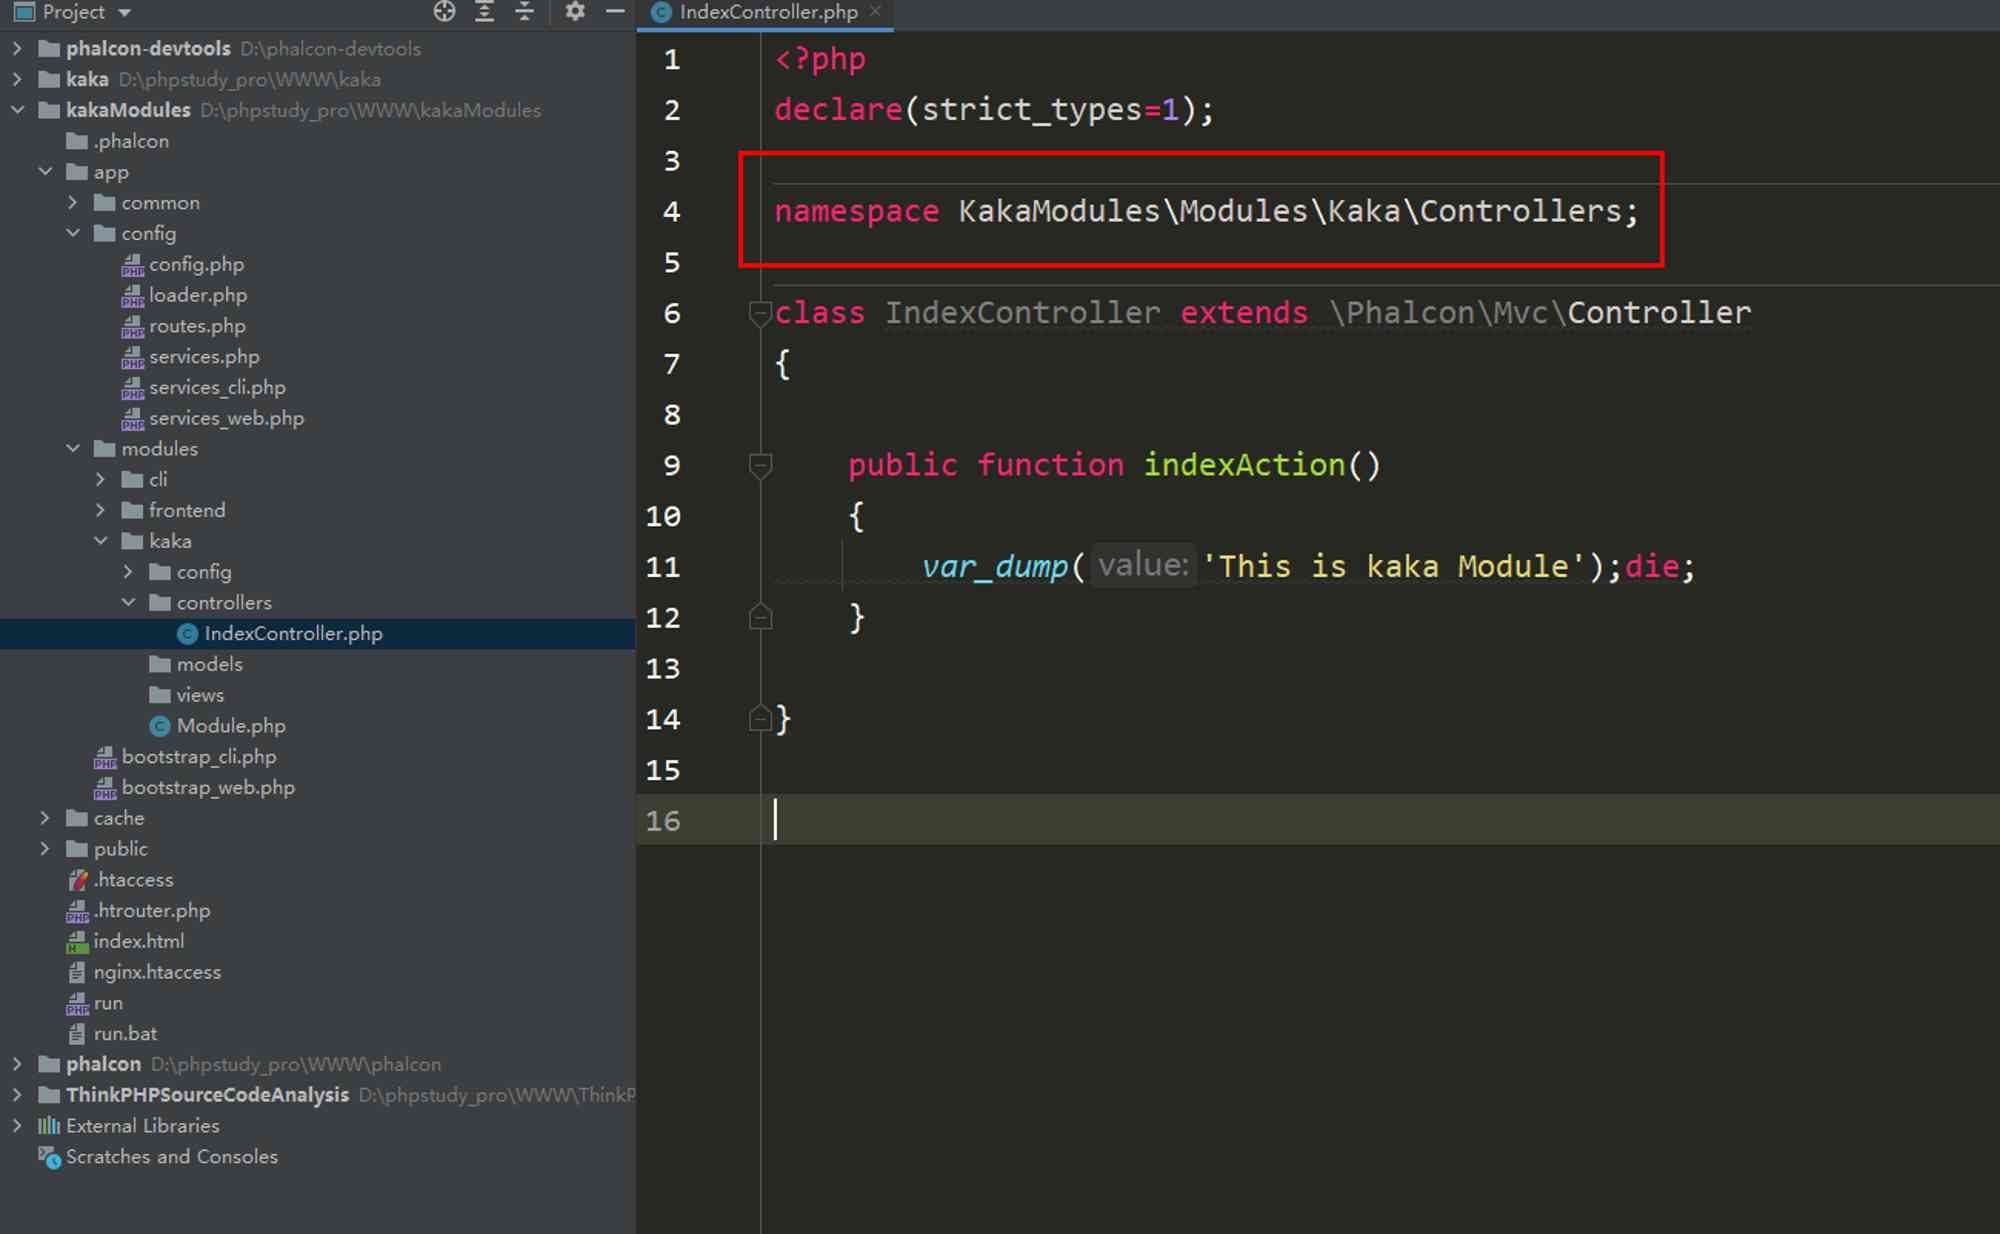 Project
phalcon-devtools D:\phalcon-devtools
kaka D:\phpstudy_pro\WWW\kaka
kakaModules D:\phpstudy_pro\WWW\kakaModules
.phalcon
app
common
config
config.php
loader.php
routes.php
services.php
services_cli.php
services_web.php
modules
cli
frontend
kaka
config
controllers
IndexController.php
models
views
Module.php
bootstrap_cli.php
bootstrap_web.php
cache
public
.htaccess
.htrouter.php
index.html
nginx.htaccess
run
run.bat
phalcon D:\phpstudy_pro\WWW\phalcon
ThinkPHPSourceCodeAnalysis D:\phpstudy_pro\WWW\ThinkP
External Libraries
Scratches and Consoles
IndexController.php
1 <?php
2 declare(strict_types=1);
3
4 namespace KakaModules\Modules\Kaka\Controllers;
5
6 class IndexController extends \Phalcon\Mvc\Controller
7 {
8
9 public function indexAction()
10 {
11 var_dump( value: 'This is kaka Module');die;
12 }
13
14 }
15
16